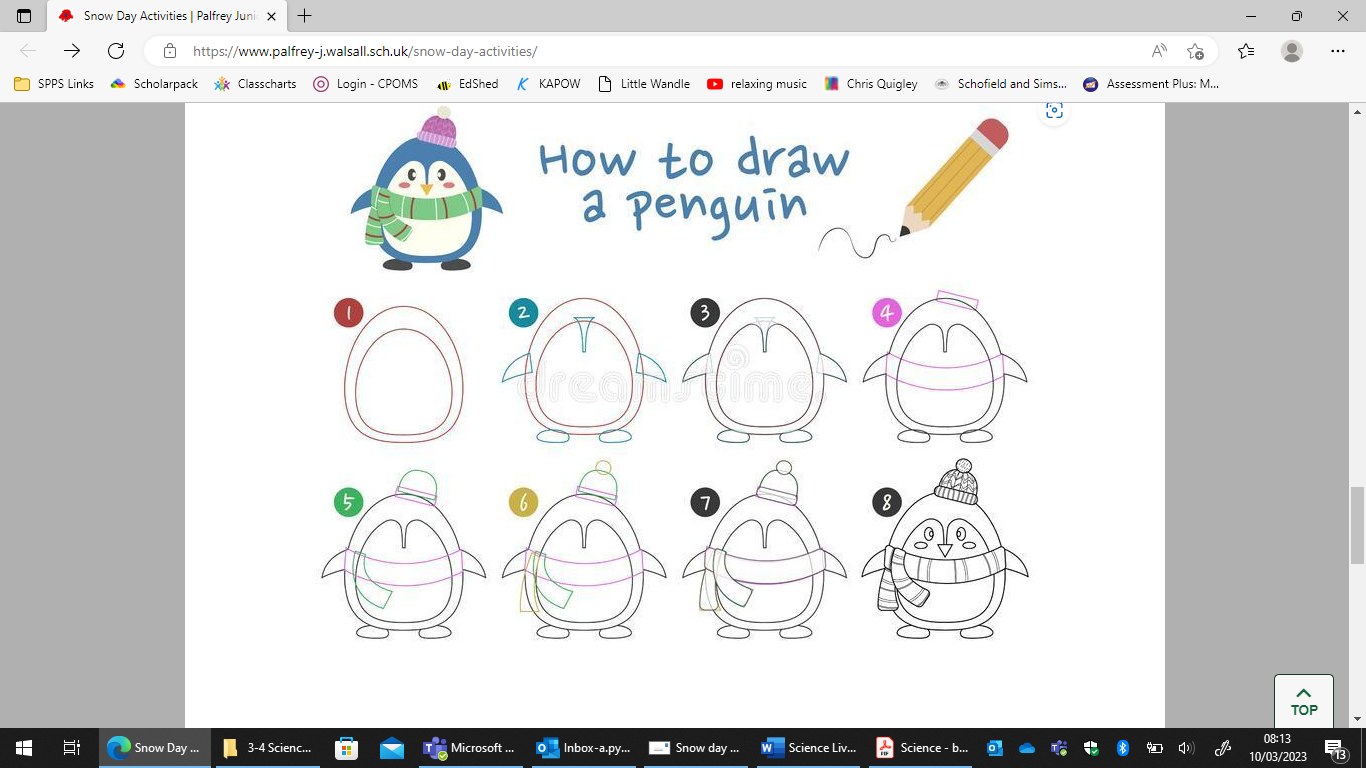 Snow Day Activities | Palfrey Juni
https://www.palfrey-j.walsall.sch.uk/snow-day-activities/
SPPS Links Scholarpack Classcharts Login - CPOMS EdShed KAPOW Little Wandle relaxing music Chris Quigley Schofield and Sims... Assessment Plus: M...
How to draw
a penguin
1 2 3 4
dreamstime
5 6 7 8
TOP
Snow Day ... 3-4 Scienc... Microsoft ... Inbox-a.py... Snow day ... Science Liv... Science - b... 08:13
10/03/2023 13